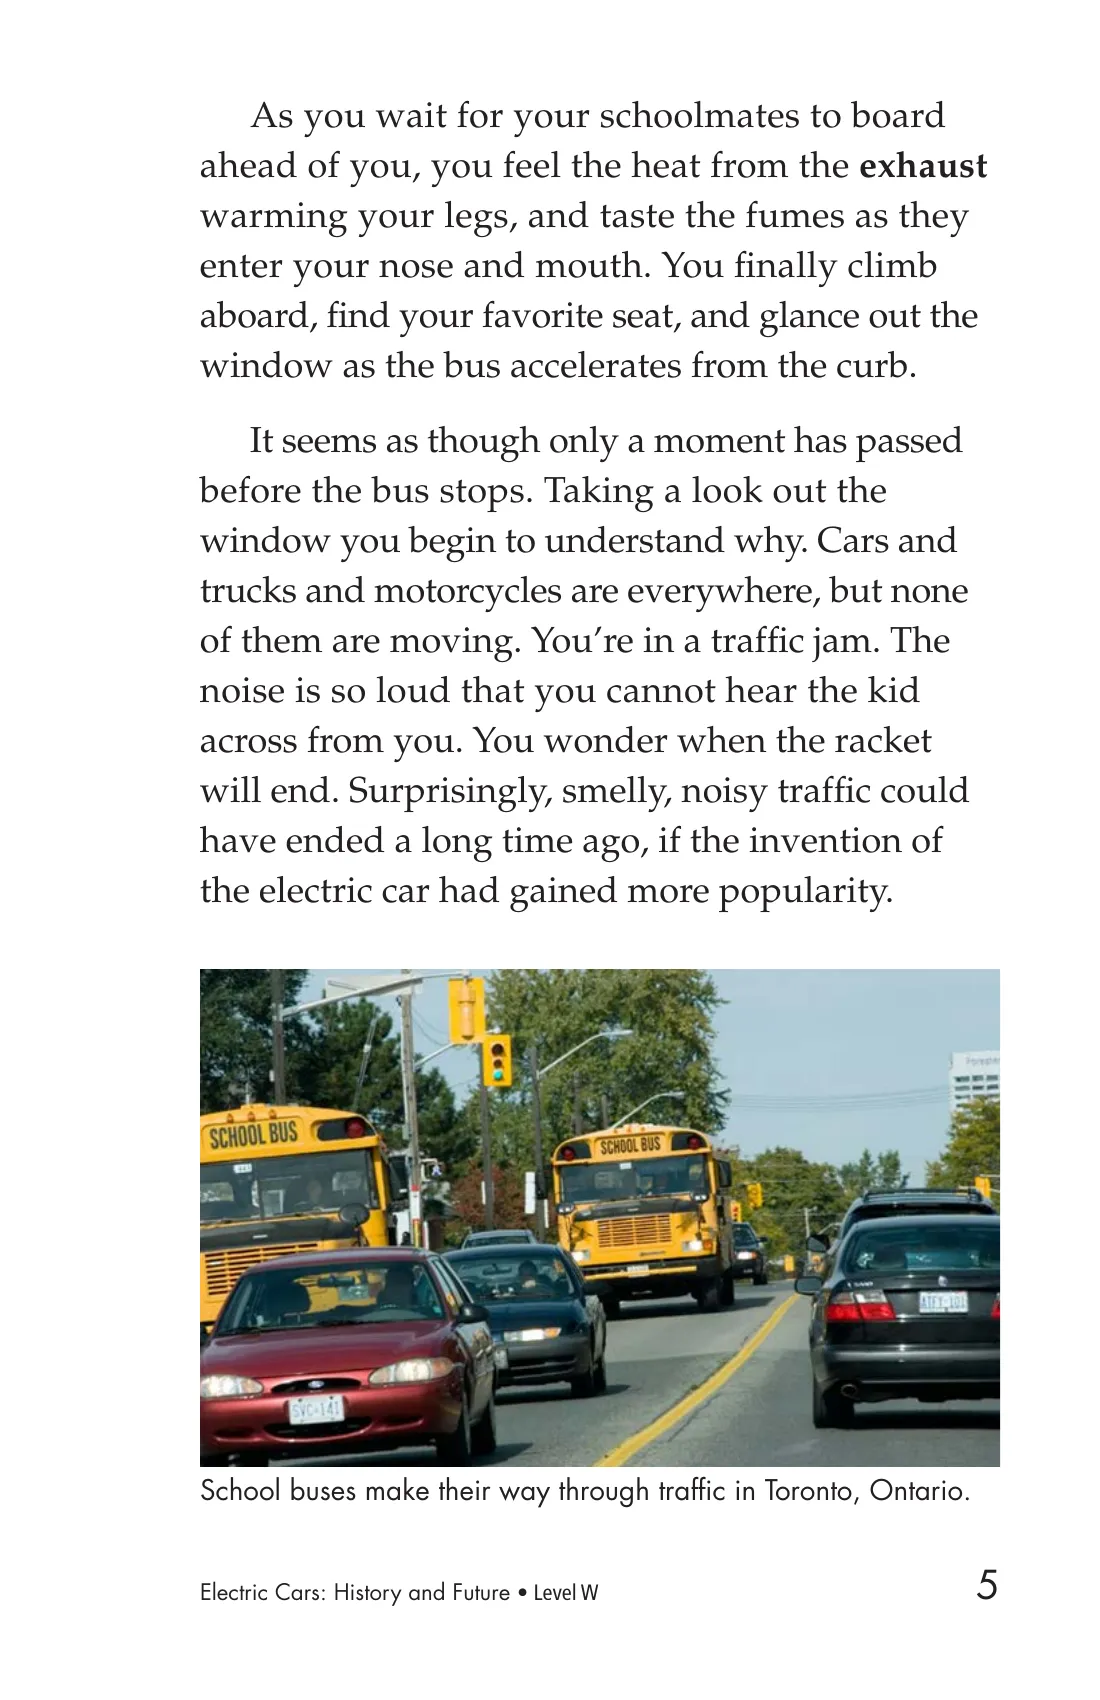 As you wait for your schoolmates to board
ahead of you, you feel the heat from the exhaust
warming your legs, and taste the fumes as they
enter your nose and mouth. You finally climb
aboard, find your favorite seat, and glance out the
window as the bus accelerates from the curb.
It seems as though only a moment has passed
before the bus stops. Taking a look out the
window you begin to understand why. Cars and
trucks and motorcycles are everywhere, but none
of them are moving. You’re in a traffic jam. The
noise is so loud that you cannot hear the kid
across from you. You wonder when the racket
will end. Surprisingly, smelly, noisy traffic could
have ended a long time ago, if the invention of
the electric car had gained more popularity.
SCHOOL BUS
SCHOOL BUS
School buses make their way through traffic in Toronto, Ontario.
Electric Cars: History and Future • Level W
5